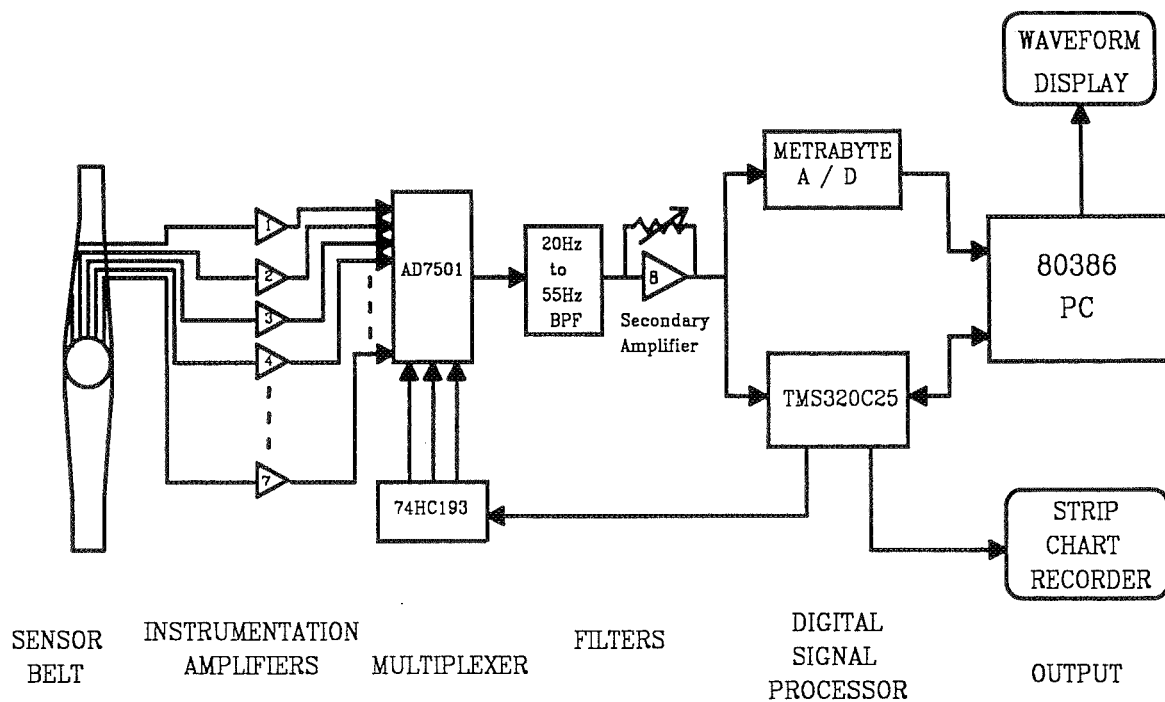 WAVEFORM
DISPLAY
METRABYTE
A / D
1
2
3
4
7
AD7501
20Hz
to
55Hz
BPF
8
Secondary
Amplifier
80386
PC
TMS320C25
74HC193
STRIP
CHART
RECORDER
SENSOR
BELT
INSTRUMENTATION
AMPLIFIERS
MULTIPLEXER
FILTERS
DIGITAL
SIGNAL
PROCESSOR
OUTPUT